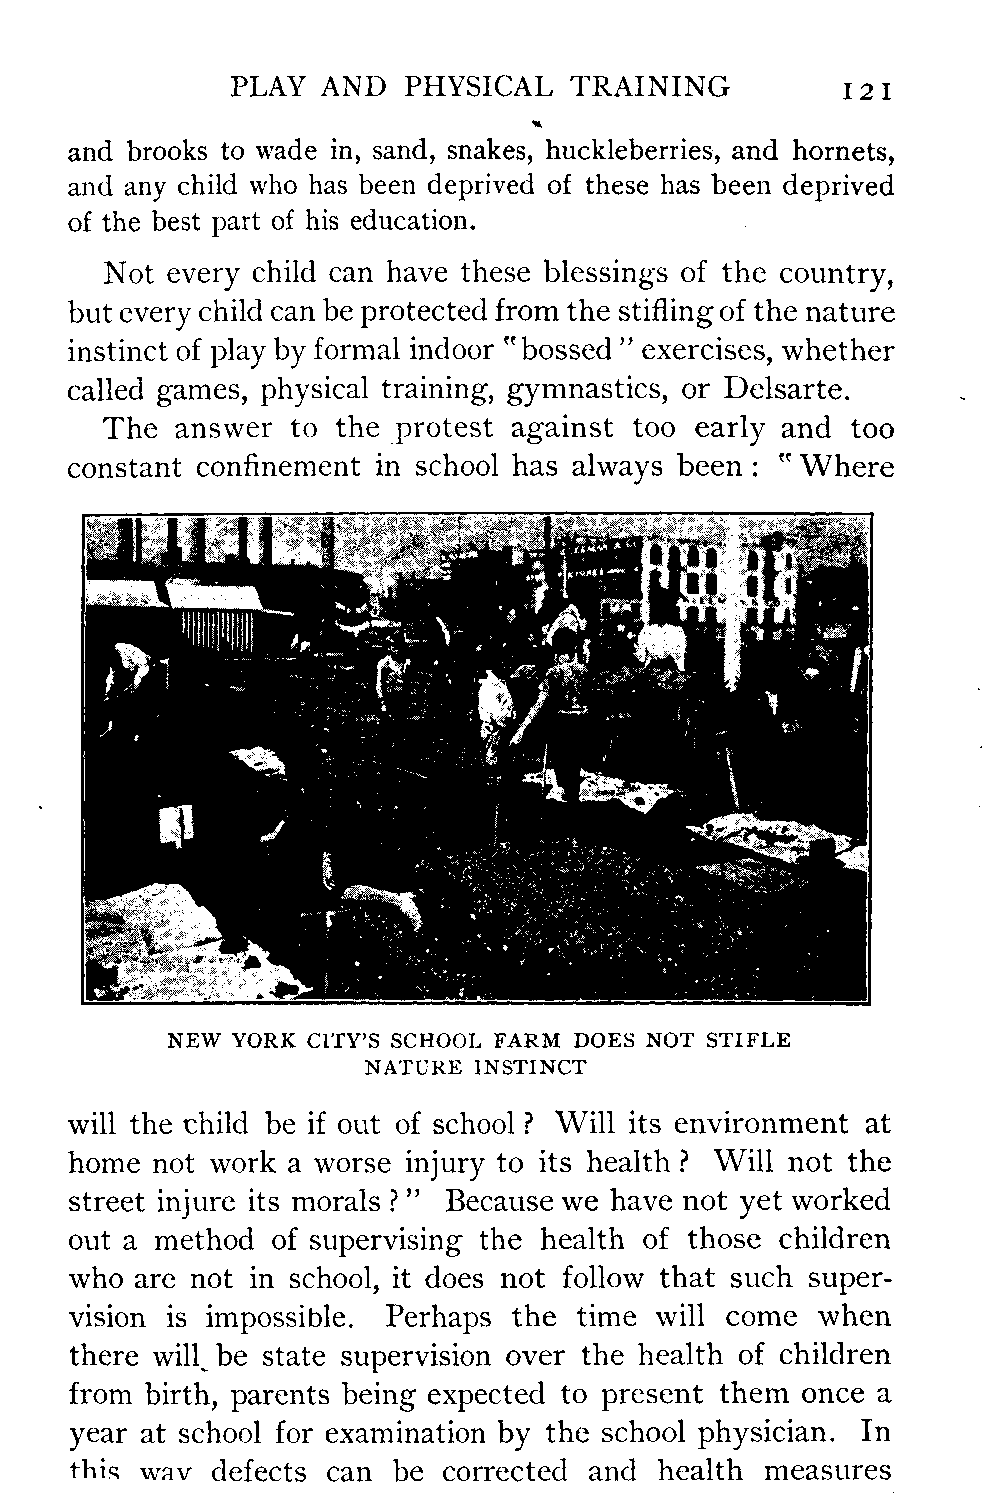 PLAY AND PHYSICAL TRAINING 121
and brooks to wade in, sand, snakes, huckleberries, and hornets,
and any child who has been deprived of these has been deprived
of the best part of his education.
Not every child can have these blessings of the country,
but every child can be protected from the stifling of the nature
instinct of play by formal indoor "bossed" exercises, whether
called games, physical training, gymnastics, or Delsarte.
The answer to the protest against too early and too
constant confinement in school has always been: "Where
NEW YORK CITY'S SCHOOL FARM DOES NOT STIFLE
NATURE INSTINCT
will the child be if out of school? Will its environment at
home not work a worse injury to its health? Will not the
street injure its morals?" Because we have not yet worked
out a method of supervising the health of those children
who are not in school, it does not follow that such super-
vision is impossible. Perhaps the time will come when
there will be state supervision over the health of children
from birth, parents being expected to present them once a
year at school for examination by the school physician. In
this way defects can be corrected and health measures